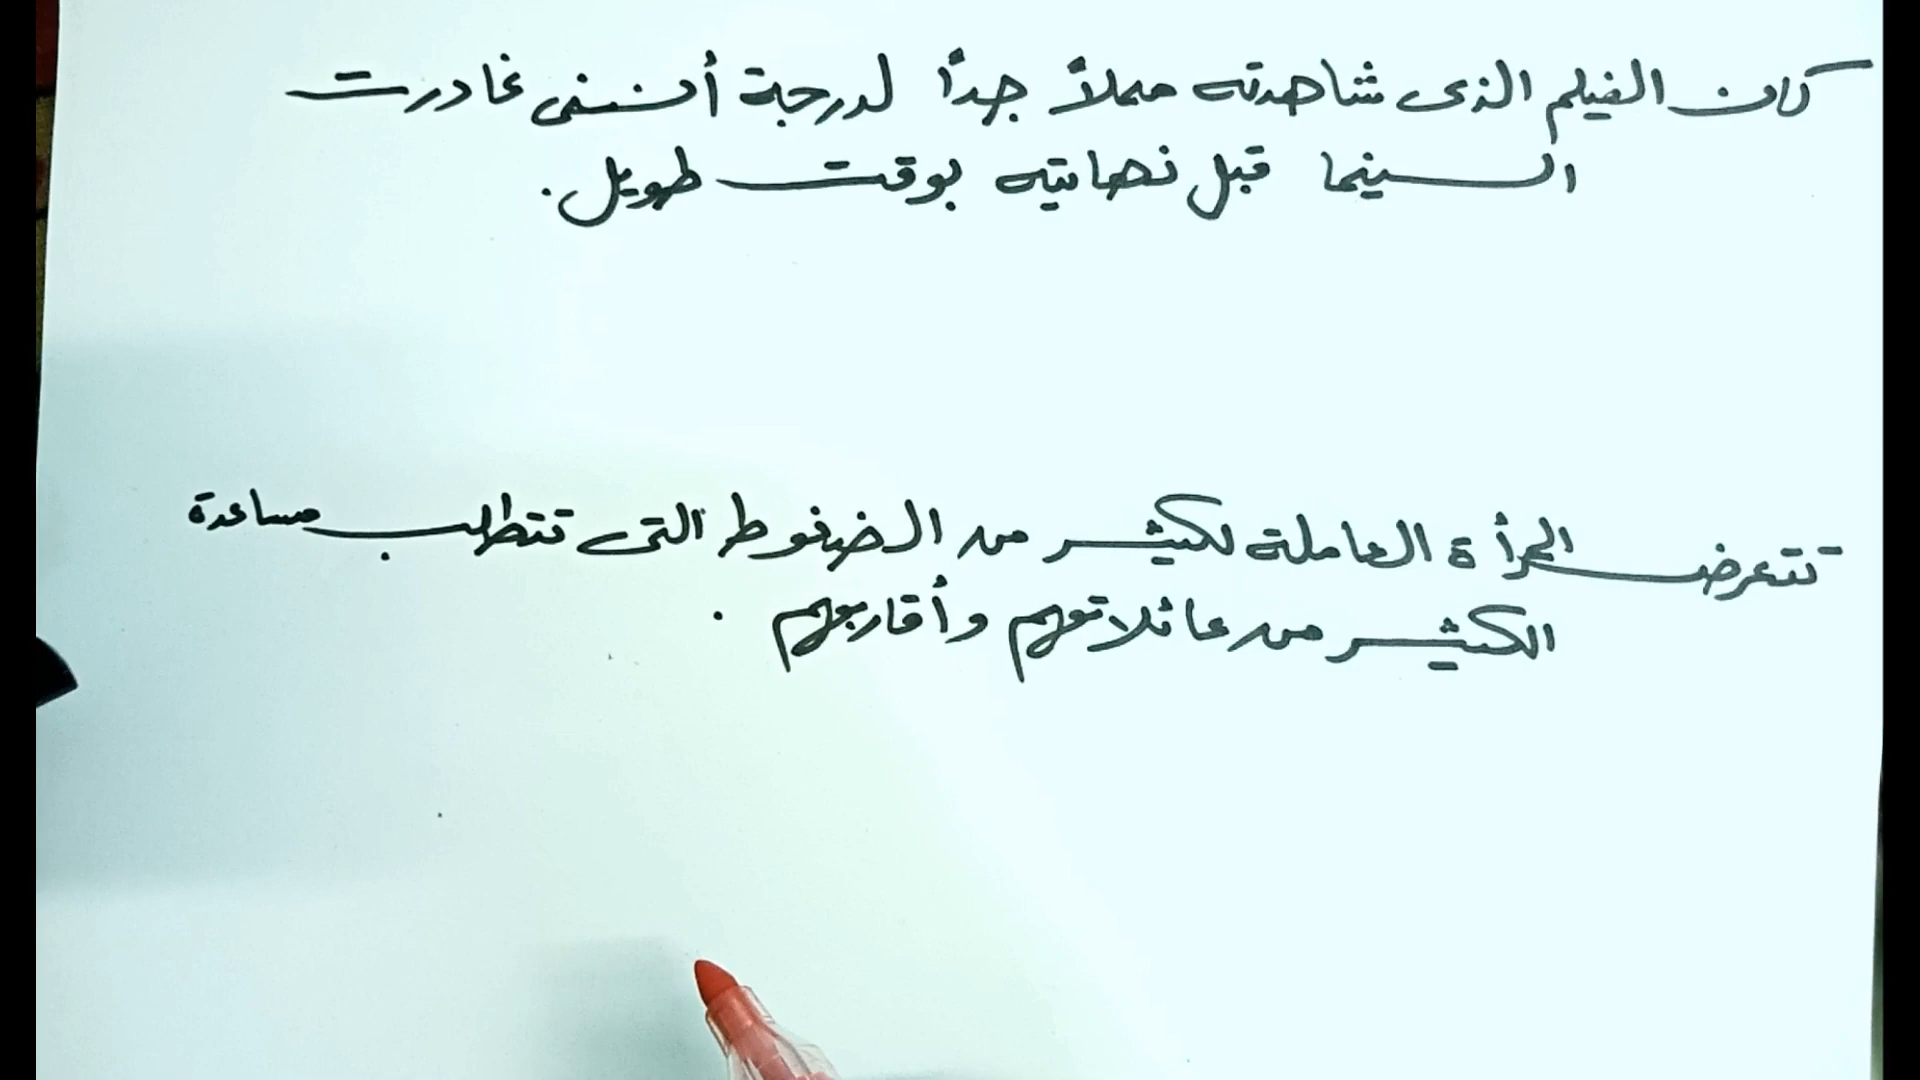 كان الفيلم الذى شاهدته مملاً جداً لدرجة أننى غادرت
السينما قبل نهايته بوقت طويل.
تتعرض المرأة العاملة لكثير من الضغوط التى تتطلب مساعدة
الكثير من عائلاتهم وأقاربهم .